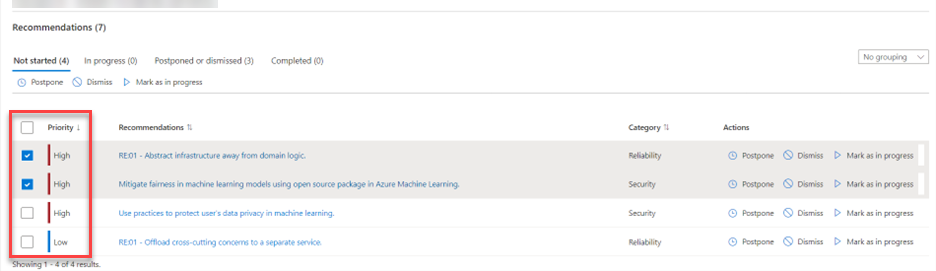 Recommendations (7)
Not started (4) In progress (0) Postponed or dismissed (3) Completed (0) No grouping
Postpone Dismiss Mark as in progress
Priority ↓ Recommendations ↑↓ Category ↑↓ Actions
High RE:01 - Abstract infrastructure away from domain logic. Reliability Postpone Dismiss Mark as in progress
High Mitigate fairness in machine learning models using open source package in Azure Machine Learning. Security Postpone Dismiss Mark as in progress
High Use practices to protect user's data privacy in machine learning. Security Postpone Dismiss Mark as in progress
Low RE:01 - Offload cross-cutting concerns to a separate service. Reliability Postpone Dismiss Mark as in progress
Showing 1 - 4 of 4 results.